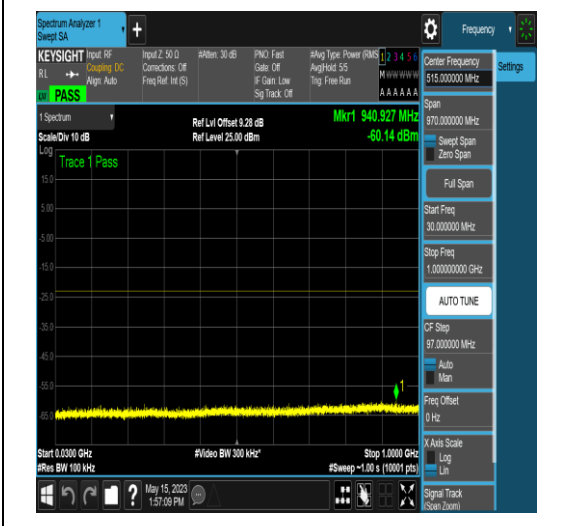 Spectrum Analyzer 1
Swept SA
+
Frequency
KEYSIGHT
RL
PASS
Input: RF
Coupling: DC
Align: Auto
Input Z: 50 Ω
Corrections: Off
Freq Ref: Int (S)
#Atten: 30 dB
PNO: Fast
Gate: Off
IF Gain: Low
Sig Track: Off
#Avg Type: Power (RMS
Avg|Hold: 5/5
Trig: Free Run
1 2 3 4 5 6
M W W W W W
A A A A A A
1 Spectrum
Scale/Div 10 dB
Ref Lvl Offset 9.28 dB
Ref Level 25.00 dBm
Mkr1 940.927 MHz
-60.14 dBm
Log
Trace 1 Pass
15.0
5.00
-5.00
-15.0
-25.0
-35.0
-45.0
-55.0
-65.0
1
Start 0.0300 GHz
#Res BW 100 kHz
#Video BW 300 kHz*
Stop 1.0000 GHz
#Sweep ~1.00 s (10001 pts)
?
May 15, 2023
1:57:09 PM
Center Frequency
515.000000 MHz
Settings
Span
970.000000 MHz
Swept Span
Zero Span
Full Span
Start Freq
30.000000 MHz
Stop Freq
1.000000000 GHz
AUTO TUNE
CF Step
97.000000 MHz
Auto
Man
Freq Offset
0 Hz
X Axis Scale
Log
Lin
Signal Track
(Span Zoom)